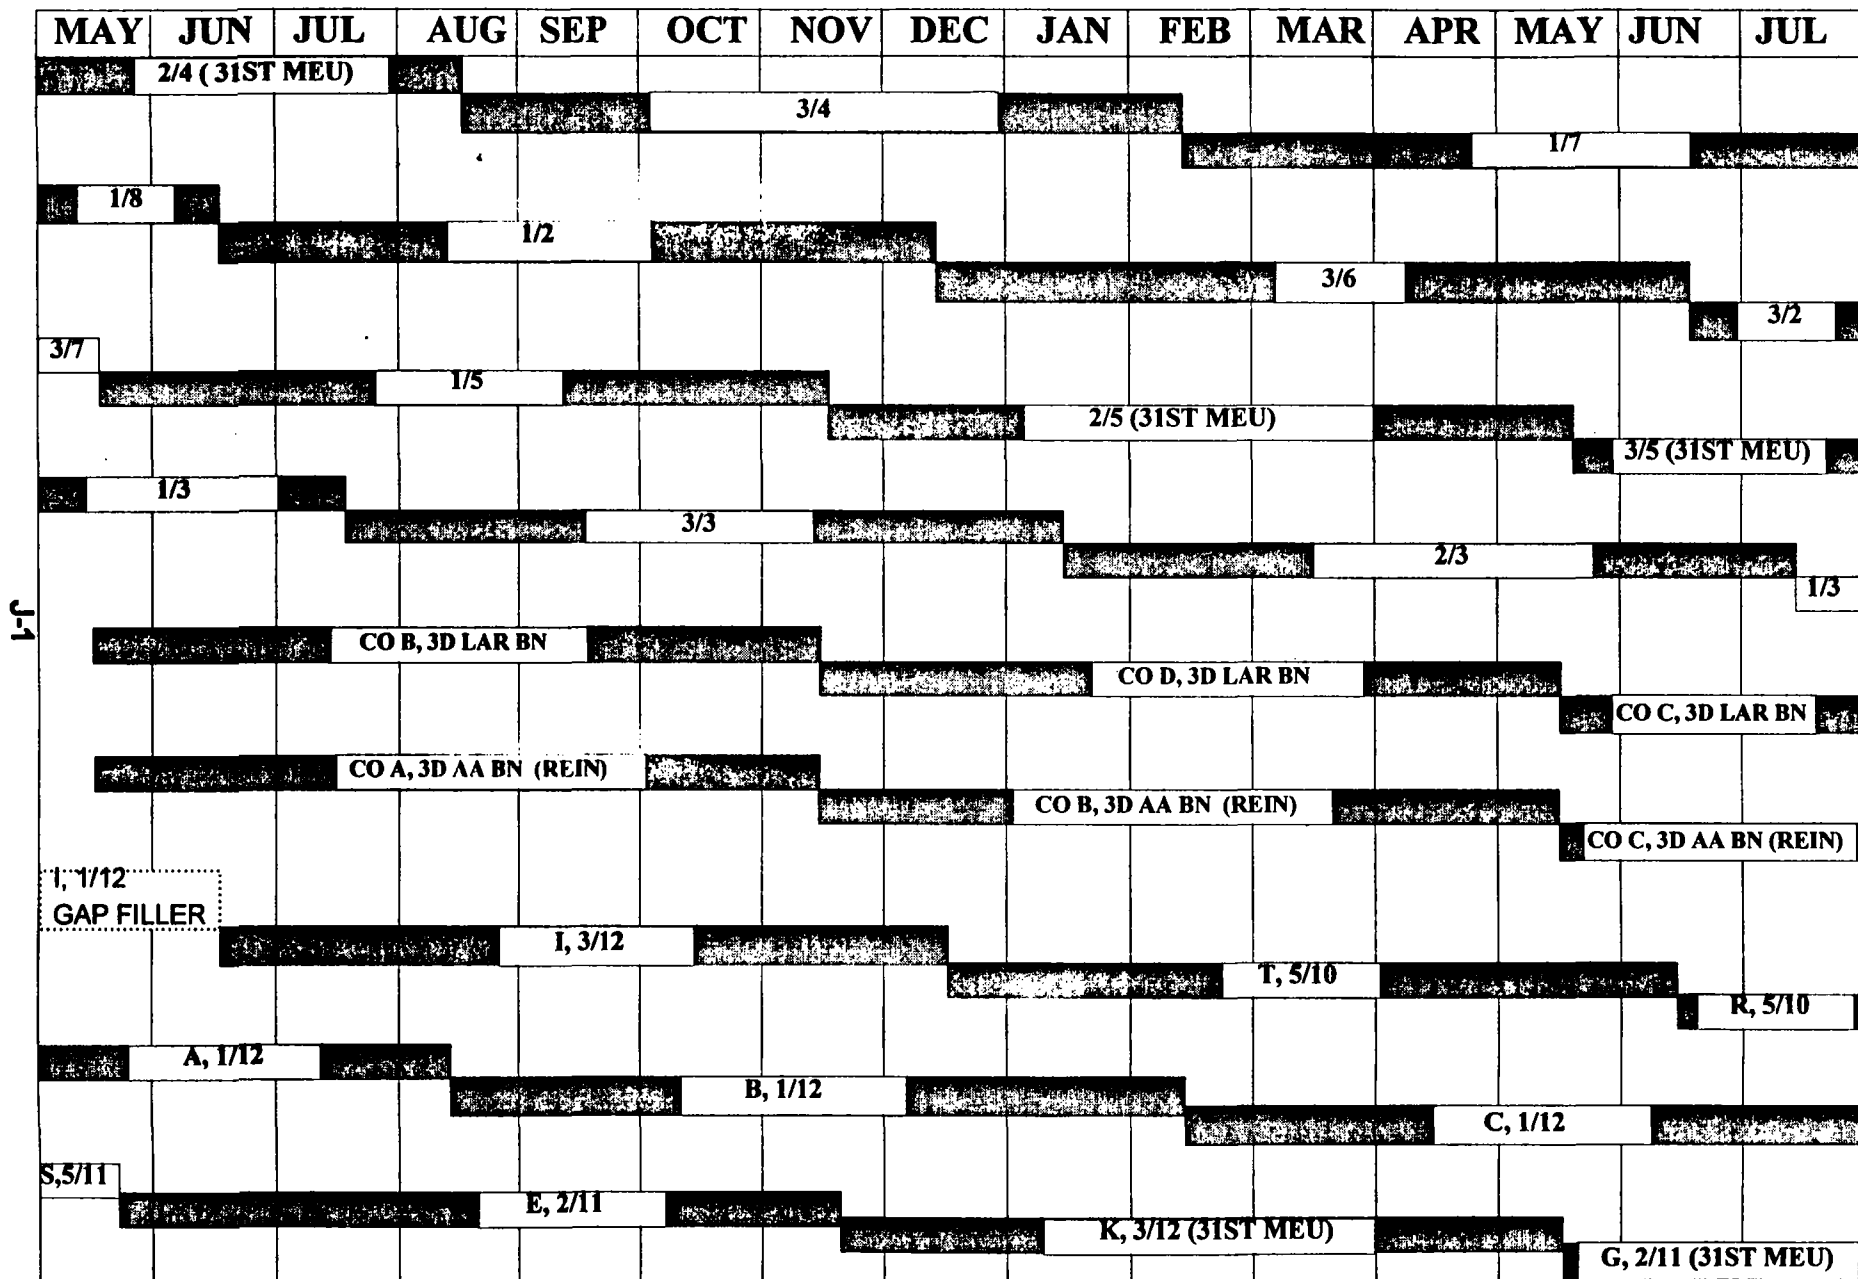 MAY JUN JUL AUG SEP OCT NOV DEC JAN FEB MAR APR MAY JUN JUL
2/4 ( 31ST MEU)
3/4
1/7
1/8
1/2
3/6
3/2
3/7
1/5
2/5 (31ST MEU)
3/5 (31ST MEU)
1/3
3/3
2/3
1/3
J-1
CO B, 3D LAR BN
CO D, 3D LAR BN
CO C, 3D LAR BN
CO A, 3D AA BN (REIN)
CO B, 3D AA BN (REIN)
CO C, 3D AA BN (REIN)
I, 1/12
GAP FILLER
I, 3/12
T, 5/10
R, 5/10
A, 1/12
B, 1/12
C, 1/12
S,5/11
E, 2/11
K, 3/12 (31ST MEU)
G, 2/11 (31ST MEU)